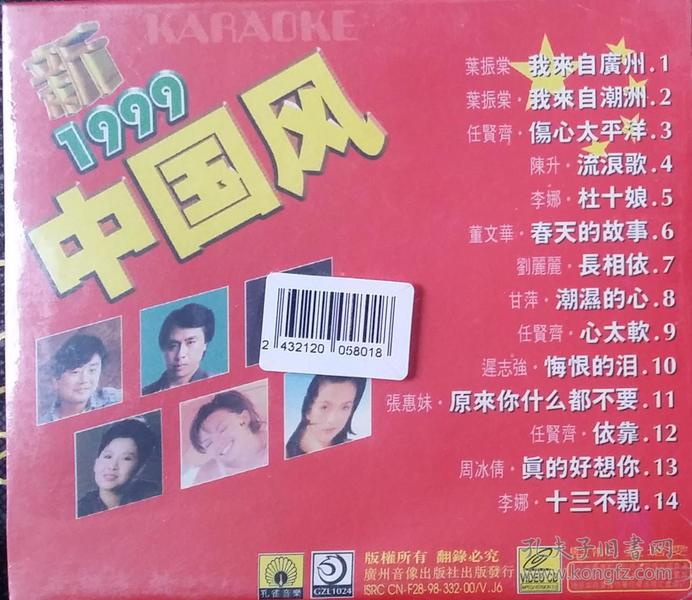 KARAOKE
新
1999
中国风
葉振棠·我來自廣州.1
葉振棠·我來自潮洲.2
任賢齊·傷心太平洋.3
陳升·流浪歌.4
李娜·杜十娘.5
董文華·春天的故事.6
劉麗麗·長相依.7
甘萍·潮濕的心.8
任賢齊·心太軟.9
遲志強·悔恨的泪.10
張惠妹·原來你什么都不要.11
任賢齊·依靠.12
周冰倩·眞的好想你.13
李娜·十三不親.14
2 432120 058018
孔雀音樂
GZL1024
版權所有 翻錄必究
廣州音像出版社出版發行
ISRC CN-F28-98-332-00/V.J6
VIDEO CD
孔夫子旧书网
www.kongfz.com